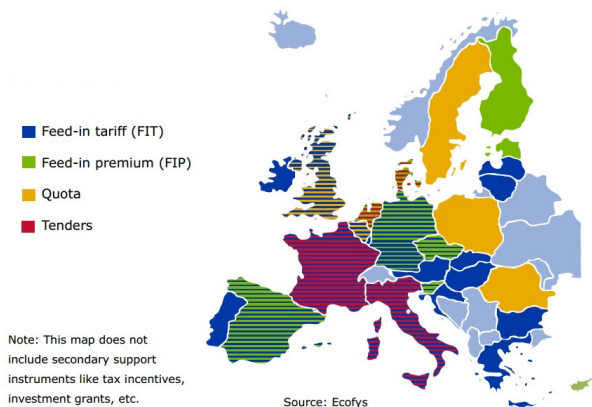 Feed-in tariff (FIT)
Feed-in premium (FIP)
Quota
Tenders
Note: This map does not
include secondary support
instruments like tax incentives,
investment grants, etc.
Source: Ecofys